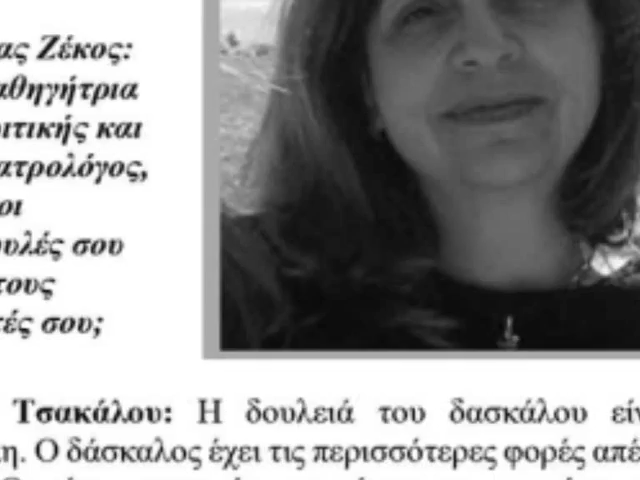 ας Ζέκος:
αθηγήτρια
ριτικής και
ατρολόγος,
οι
ουλές σου
τους
τές σου;
Τσακάλου: Η δουλειά του δασκάλου είν
η. Ο δάσκαλος έχει τις περισσότερες φορές απέ